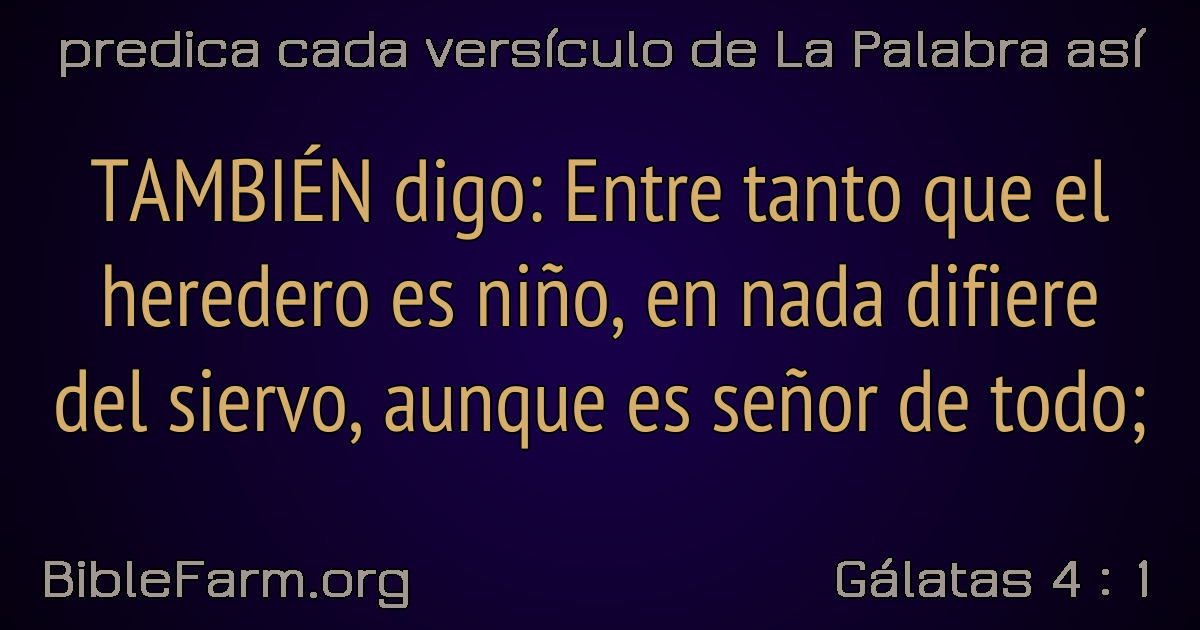 predica cada versículo de La Palabra así
TAMBIÉN digo: Entre tanto que el
heredero es niño, en nada difiere
del siervo, aunque es señor de todo;
BibleFarm.org
Gálatas 4 : 1